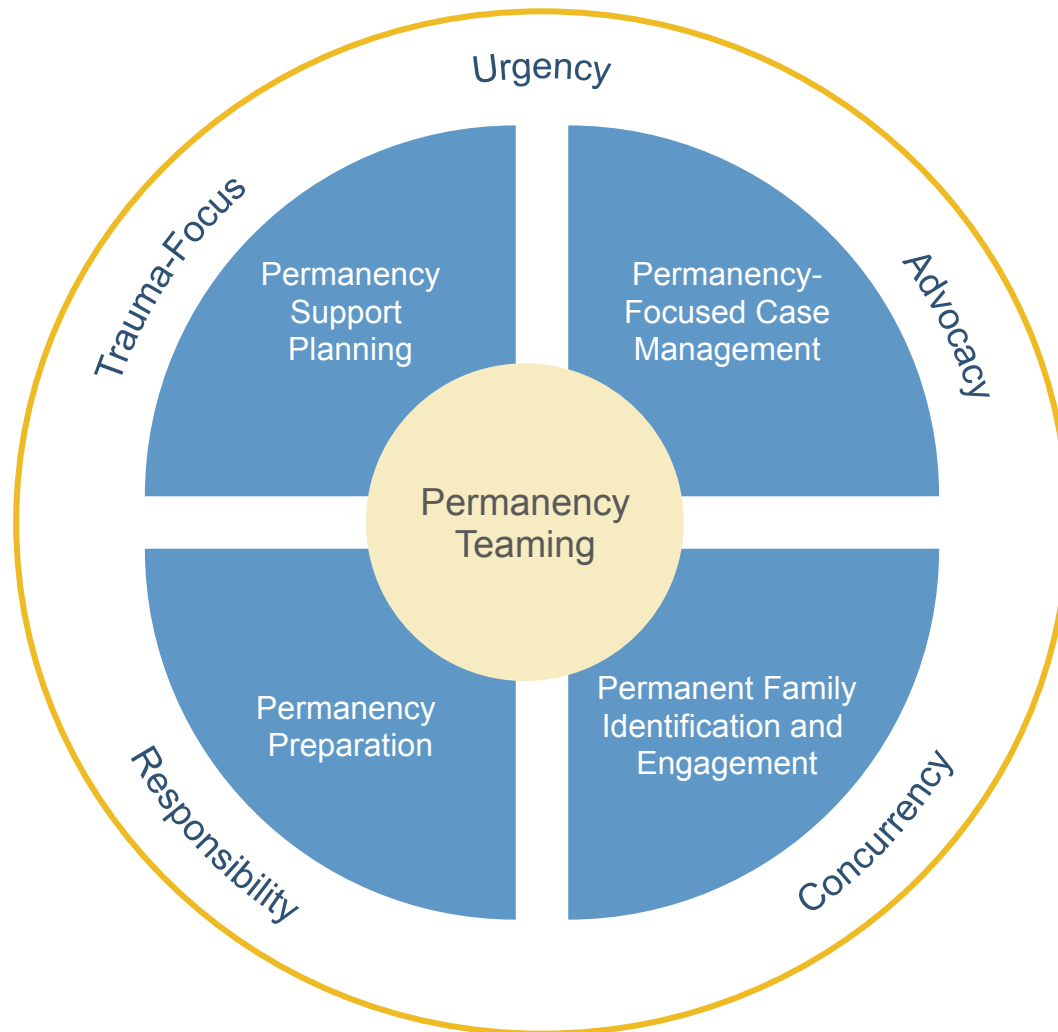 Urgency
Trauma-Focus
Advocacy
Permanency
Support
Planning
Permanency-
Focused Case
Management
Permanency
Teaming
Permanency
Preparation
Permanent Family
Identification and
Engagement
Responsibility
Concurrency